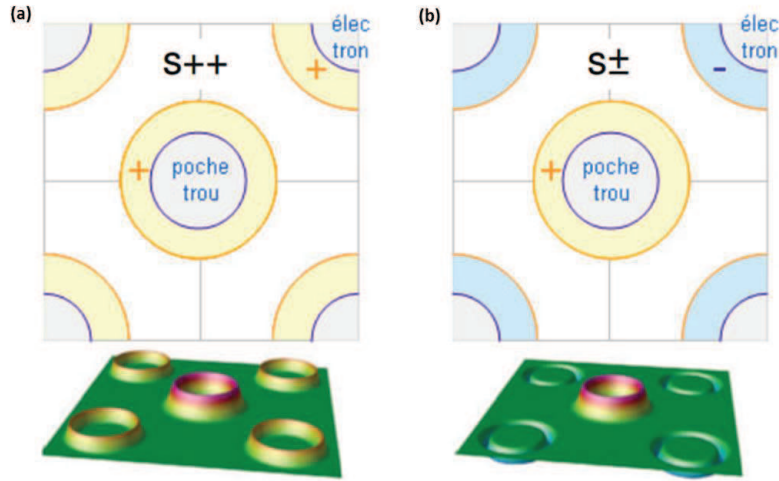 (a)
élec
tron
S++
+
+
poche
trou
(b)
élec
tron
S±
-
+
poche
trou